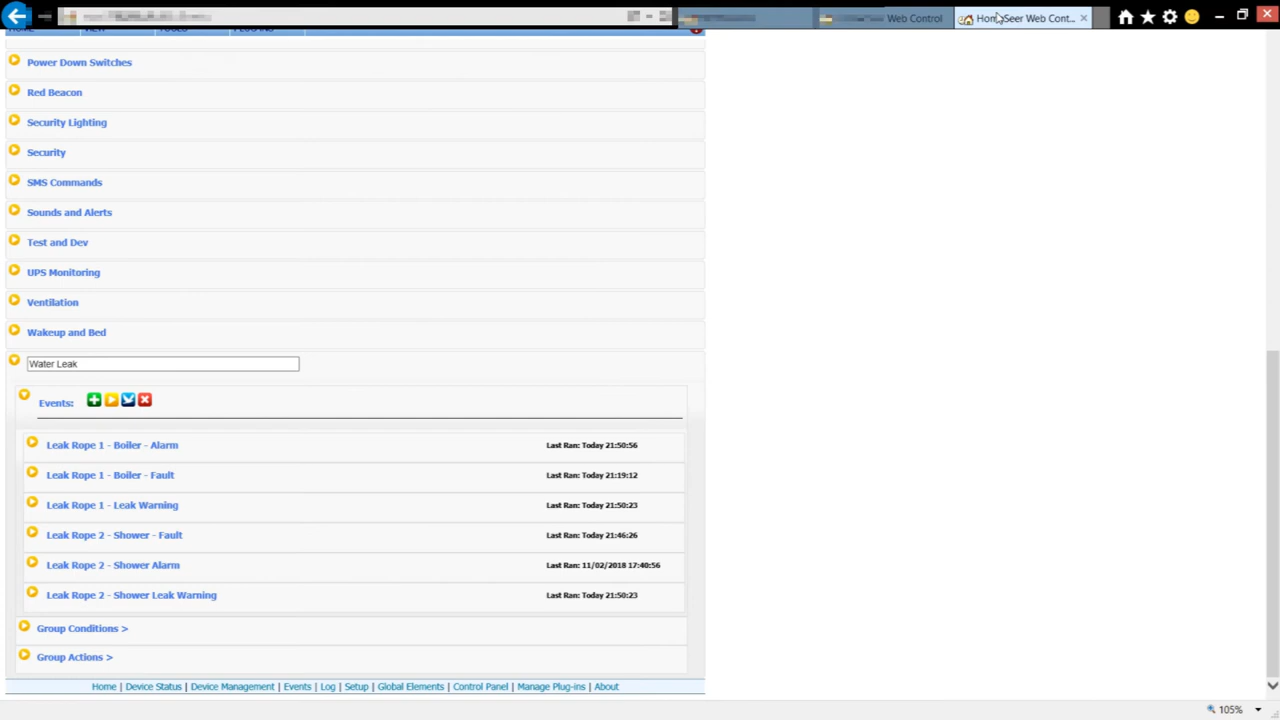 Web Control
HomeSeer Web Cont...
HOME VIEW TOOLS PLUG-INS
Power Down Switches
Red Beacon
Security Lighting
Security
SMS Commands
Sounds and Alerts
Test and Dev
UPS Monitoring
Ventilation
Wakeup and Bed
Water Leak
Events:
Leak Rope 1 - Boiler - Alarm Last Ran: Today 21:50:56
Leak Rope 1 - Boiler - Fault Last Ran: Today 21:19:12
Leak Rope 1 - Leak Warning Last Ran: Today 21:50:23
Leak Rope 2 - Shower - Fault Last Ran: Today 21:46:26
Leak Rope 2 - Shower Alarm Last Ran: 11/02/2018 17:40:56
Leak Rope 2 - Shower Leak Warning Last Ran: Today 21:50:23
Group Conditions >
Group Actions >
Home | Device Status | Device Management | Events | Log | Setup | Global Elements | Control Panel | Manage Plug-ins | About
105%